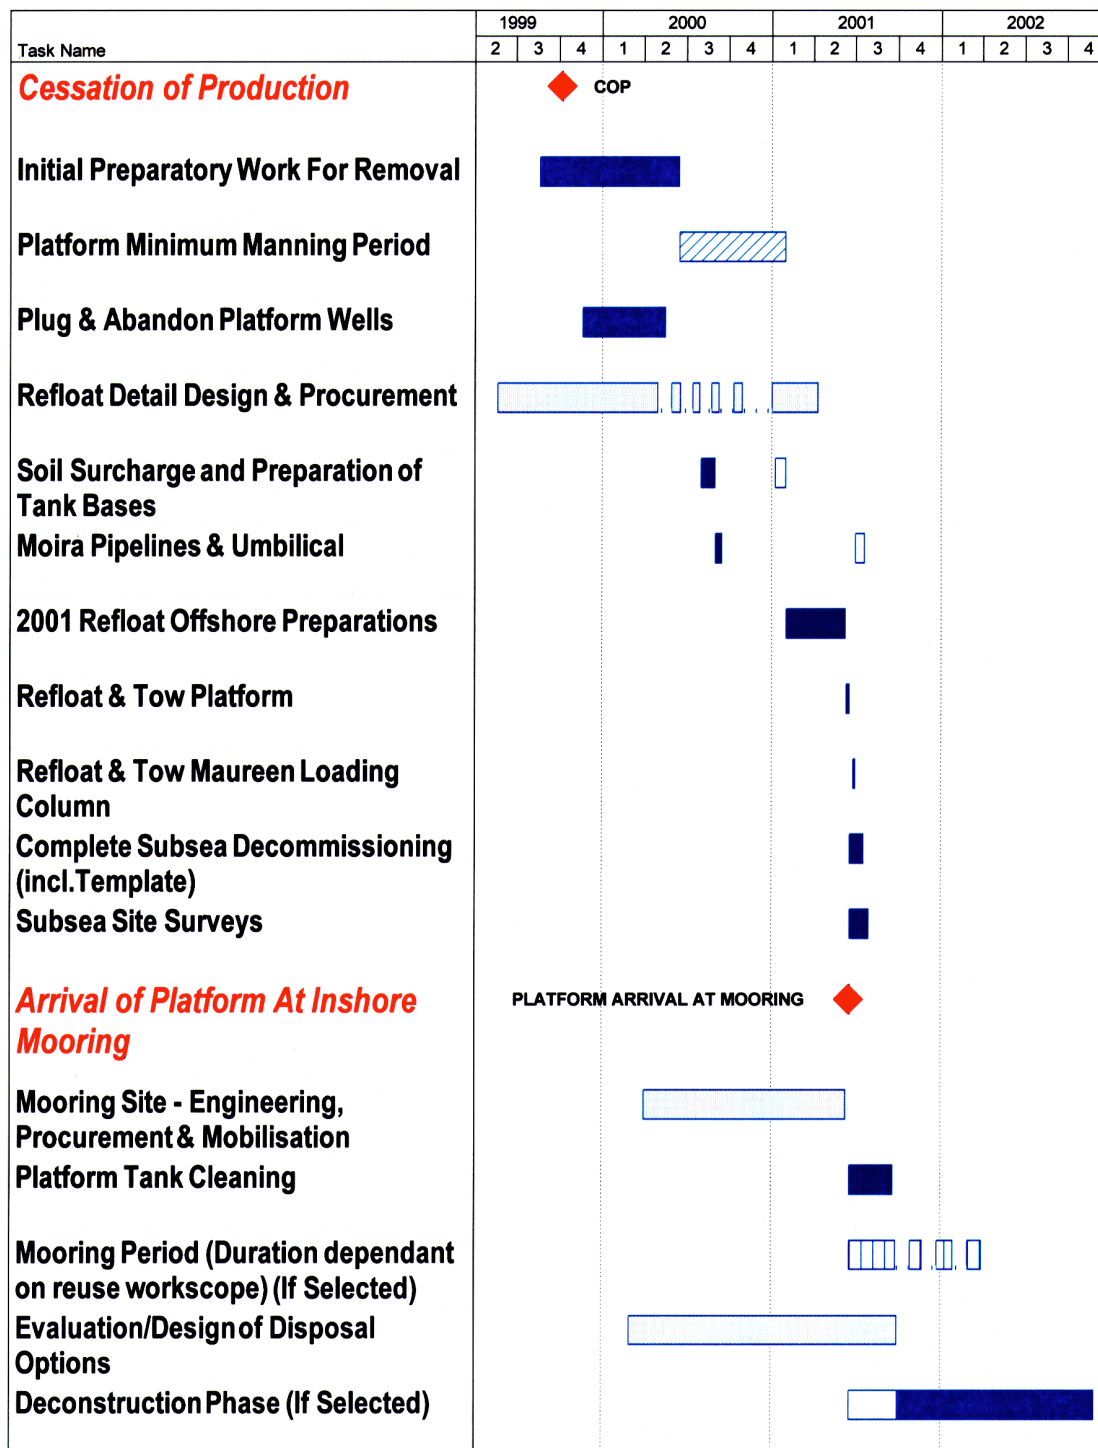 1999 2000 2001 2002
Task Name 2 3 4 1 2 3 4 1 2 3 4 1 2 3 4
Cessation of Production COP
Initial Preparatory Work For Removal
Platform Minimum Manning Period
Plug & Abandon Platform Wells
Refloat Detail Design & Procurement
Soil Surcharge and Preparation of
Tank Bases
Moira Pipelines & Umbilical
2001 Refloat Offshore Preparations
Refloat & Tow Platform
Refloat & Tow Maureen Loading
Column
Complete Subsea Decommissioning
(incl.Template)
Subsea Site Surveys
Arrival of Platform At Inshore PLATFORM ARRIVAL AT MOORING
Mooring
Mooring Site - Engineering,
Procurement & Mobilisation
Platform Tank Cleaning
Mooring Period (Duration dependant
on reuse workscope) (If Selected)
Evaluation/Design of Disposal
Options
Deconstruction Phase (If Selected)